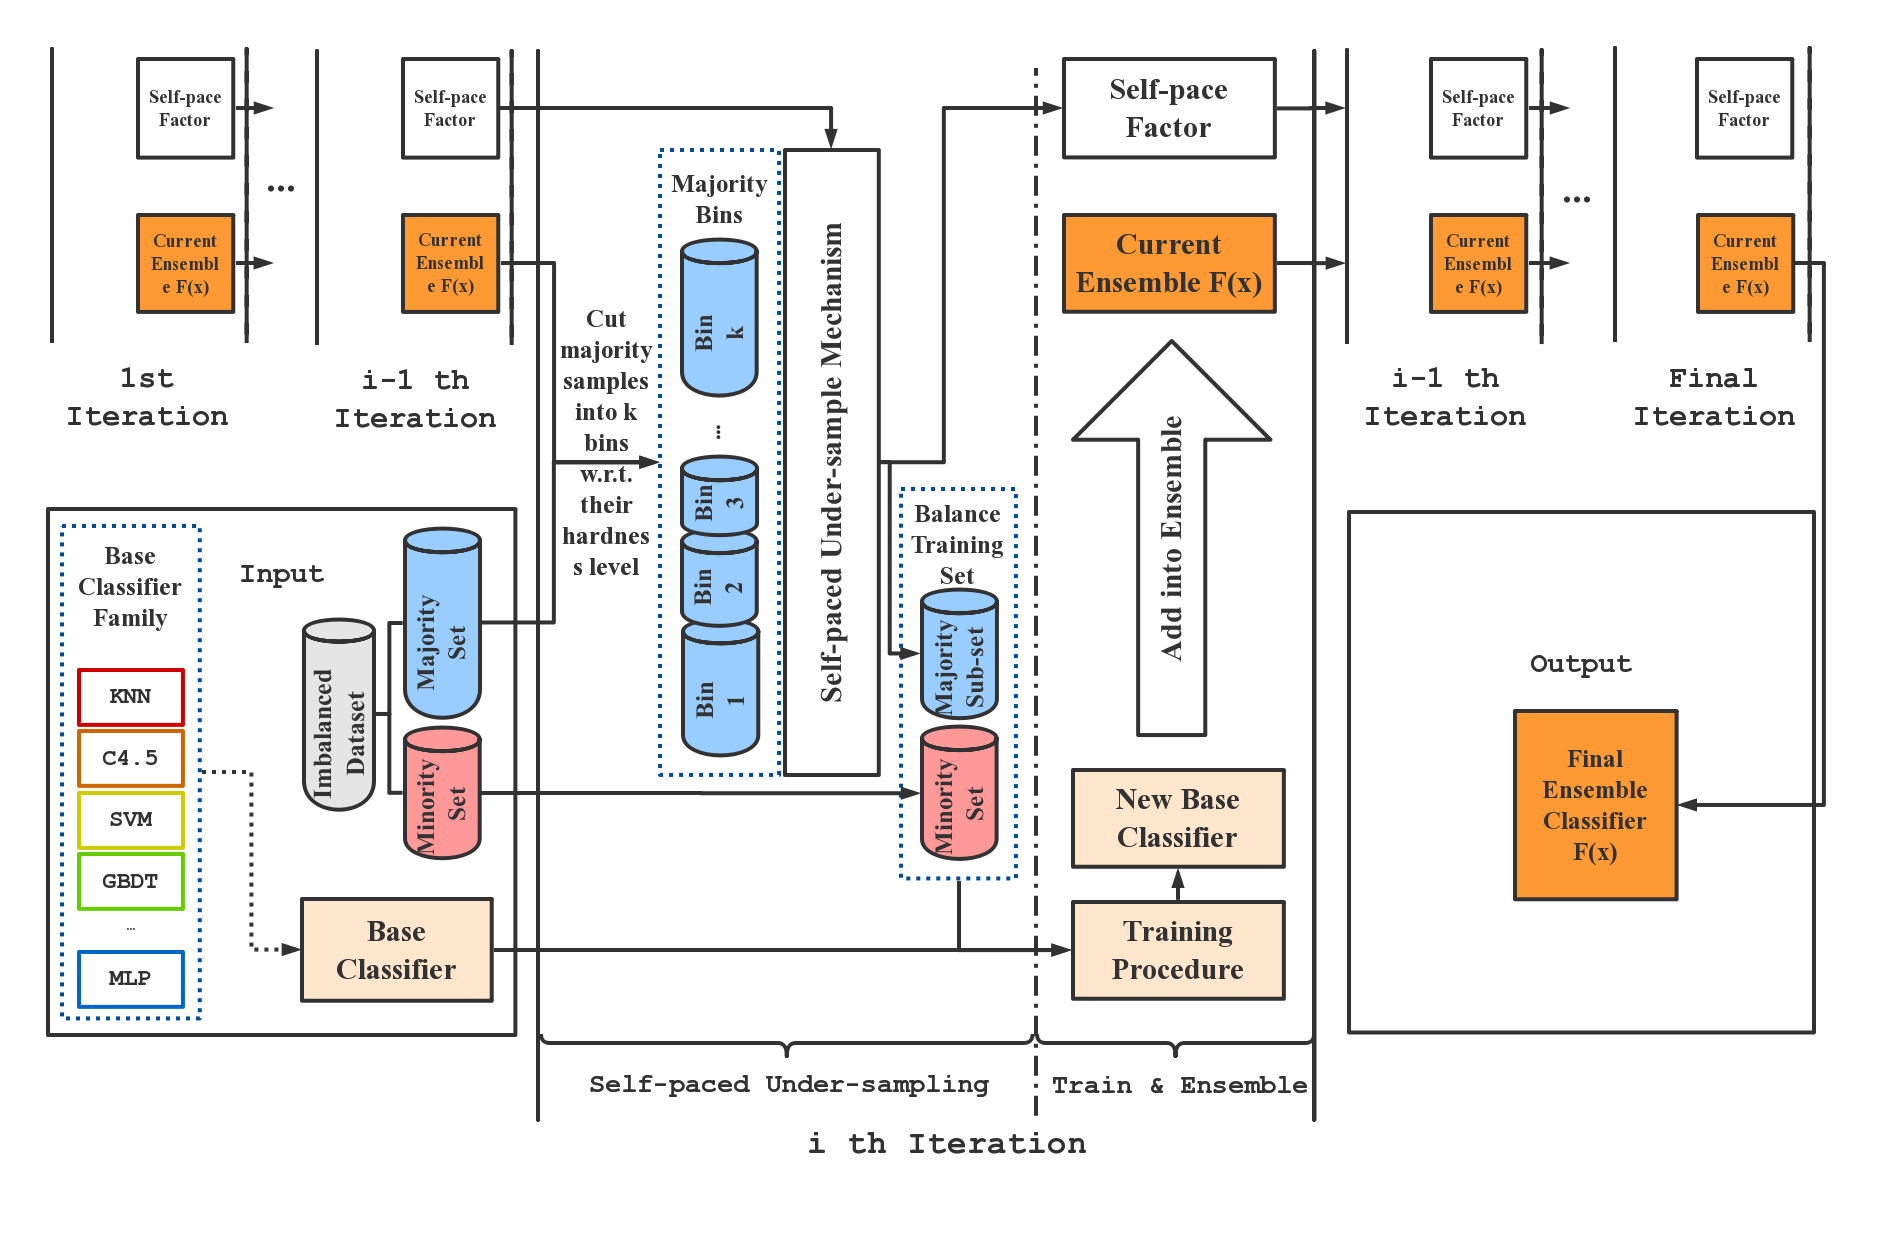 Self-pace
Factor
...
Current
Ensembl
e F(x)
1st
Iteration
Self-pace
Factor
Current
Ensembl
e F(x)
i-1 th
Iteration
Cut
majority
samples
into k
bins
w.r.t.
their
hardnes
s level
Majority
Bins
Bin
k
...
Bin
3
Bin
2
Bin
1
Self-paced Under-sample Mechanism
Balance
Training
Set
Majority
Sub-set
Minority
Set
Self-pace
Factor
Current
Ensemble F(x)
Add into Ensemble
New Base
Classifier
Training
Procedure
Self-pace
Factor
...
Current
Ensembl
e F(x)
i-1 th
Iteration
Self-pace
Factor
Current
Ensembl
e F(x)
Final
Iteration
Base
Classifier
Family
KNN
C4.5
SVM
GBDT
...
MLP
Input
Imbalanced
Dataset
Majority
Set
Minority
Set
Base
Classifier
Output
Final
Ensemble
Classifier
F(x)
Self-paced Under-sampling
Train & Ensemble
i th Iteration